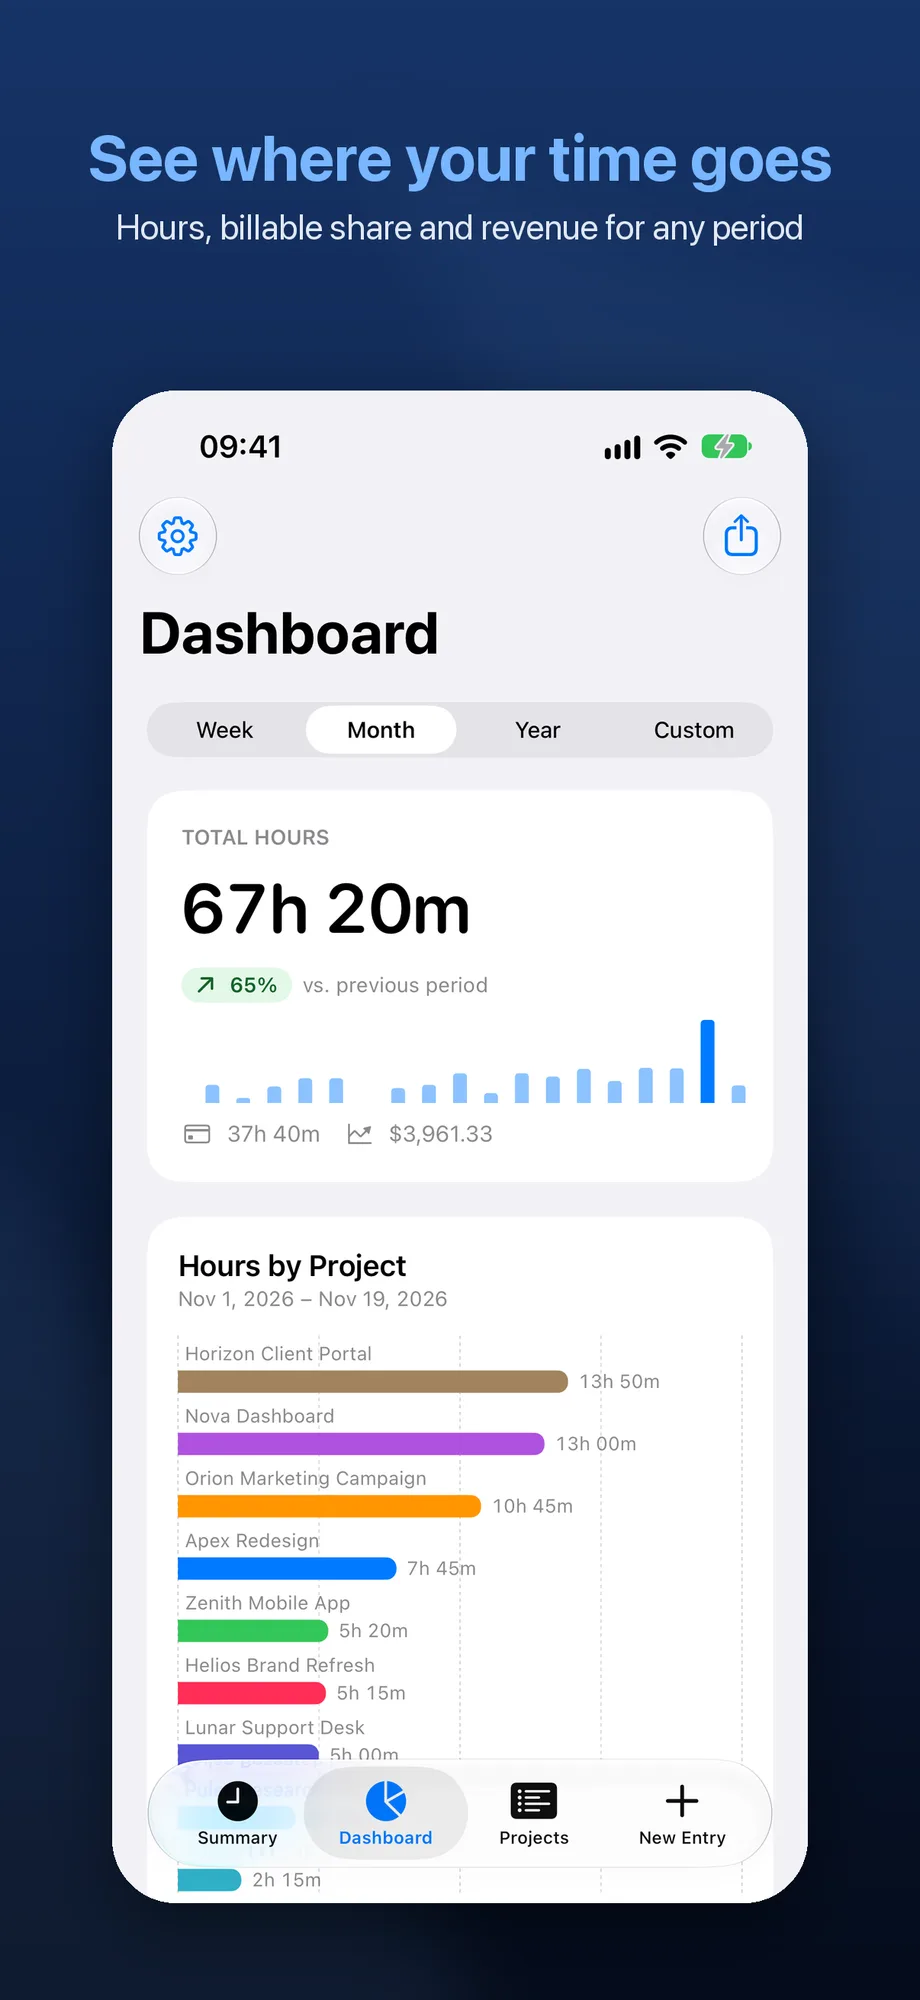 See where your time goes
Hours, billable share and revenue for any period
09:41
Dashboard
Week Month Year Custom
TOTAL HOURS
67h 20m
65% vs. previous period
37h 40m $3,961.33
Hours by Project
Nov 1, 2026 – Nov 19, 2026
Horizon Client Portal
13h 50m
Nova Dashboard
13h 00m
Orion Marketing Campaign
10h 45m
Apex Redesign
7h 45m
Zenith Mobile App
5h 20m
Helios Brand Refresh
5h 15m
Lunar Support Desk
5h 00m
Summary Dashboard Projects New Entry
2h 15m